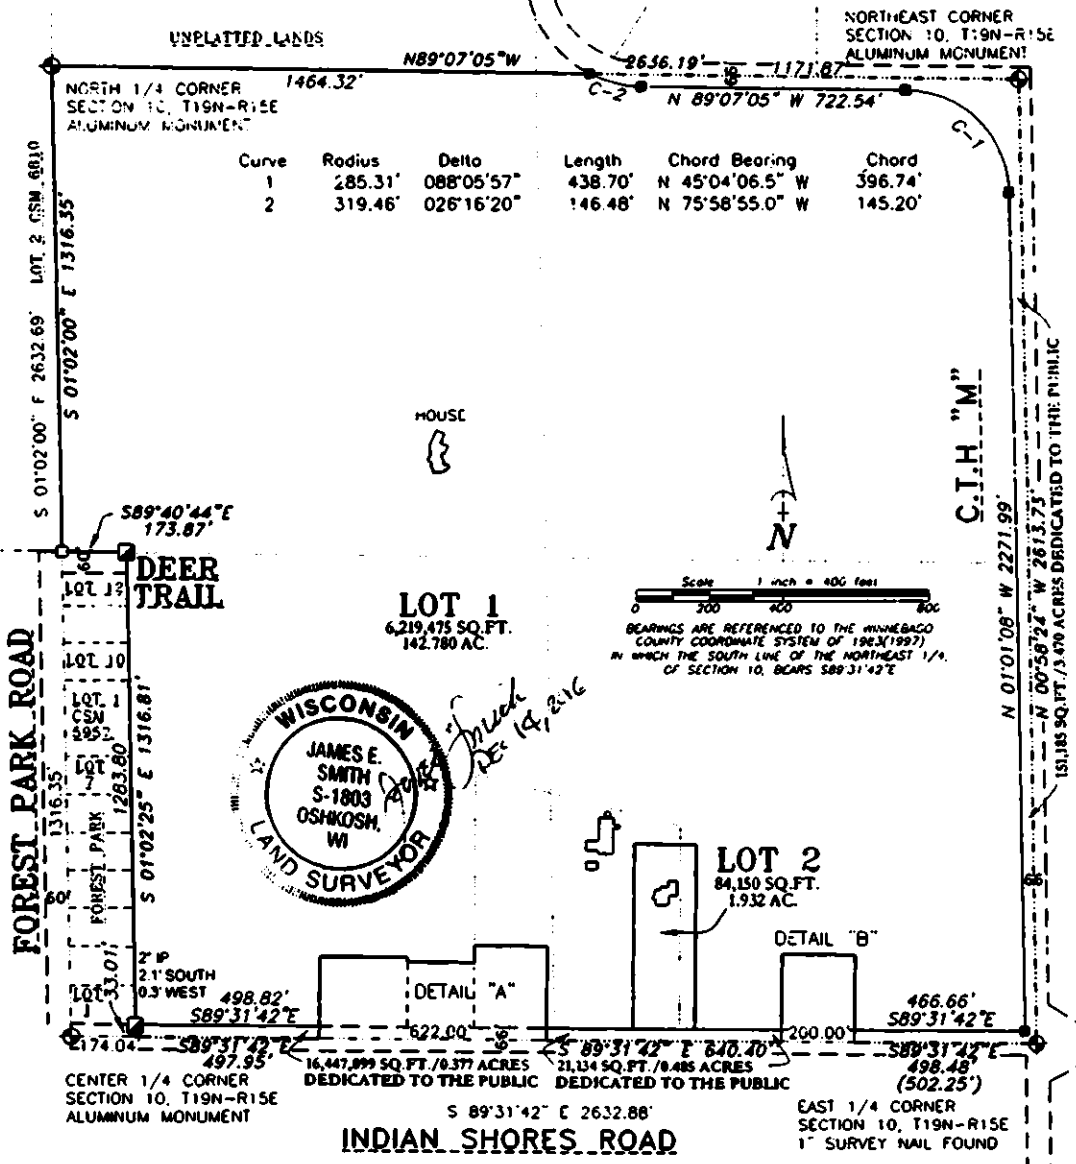 NORTHEAST CORNER
SECTION 10, T19N-R15E
ALUMINUM MONUMENT
UNPLATTED LANDS
N89°07'05"W
2636.19'
1464.32'
1171.87'
66'
NORTH 1/4 CORNER
SECTION 10, T19N-R15E
ALUMINUM MONUMENT
C-2
N 89°07'05" W 722.54'
C-1
Curve Radius Delta Length Chord Bearing Chord
1 285.31' 088°05'57" 438.70' N 45°04'06.5" W 396.74'
2 319.46' 026°16'20" 146.48' N 75°58'55.0" W 145.20'
LOT 2 CSM 6810
S 01°02'00" E 2632.69'
S 01°02'00" E 1316.35'
HOUSE
C.T.H "M"
N
S89°40'44"E
173.87'
60'
DEER
TRAIL
LOT 1
6,219,475 SQ.FT.
142.780 AC.
Scale 1 inch = 400 feet
0 200 400 800
BEARINGS ARE REFERENCED TO THE WINNEBAGO
COUNTY COORDINATE SYSTEM OF 1983(1997)
IN WHICH THE SOUTH LINE OF THE NORTHEAST 1/4,
OF SECTION 10, BEARS S89°31'42"E
N 01°01'08" W 2271.99'
N 00°58'24" W 2613.73'
151,185 SQ.FT./3.470 ACRES DEDICATED TO THE PUBLIC
66'
FOREST PARK ROAD
1316.35'
60'
LOT 12
LOT 10
LOT 1
CSM
5952
LOT
7
FOREST PARK
LOT
1
1283.80
33.01'
S 01°02'25" E 1316.81'
WISCONSIN
JAMES E.
SMITH
S-1803
OSHKOSH,
WI
LAND SURVEYOR
Smith
Dec 14, 2016
LOT 2
84,150 SQ.FT.
1.932 AC.
2" IP
2.1' SOUTH
0.3' WEST
DETAIL "A"
DETAIL "B"
498.82'
S89°31'42"E
622.00'
66'
200.00'
466.66'
S89°31'42"E
174.04'
S89°31'42"E
497.95'
S 89°31'42" E 640.40'
S89°31'42"E
498.48'
(502.25')
16,447,899 SQ.FT./0.377 ACRES
DEDICATED TO THE PUBLIC
21,134 SQ.FT./0.485 ACRES
DEDICATED TO THE PUBLIC
CENTER 1/4 CORNER
SECTION 10, T19N-R15E
ALUMINUM MONUMENT
S 89°31'42" E 2632.88'
INDIAN SHORES ROAD
EAST 1/4 CORNER
SECTION 10, T19N-R15E
1" SURVEY NAIL FOUND